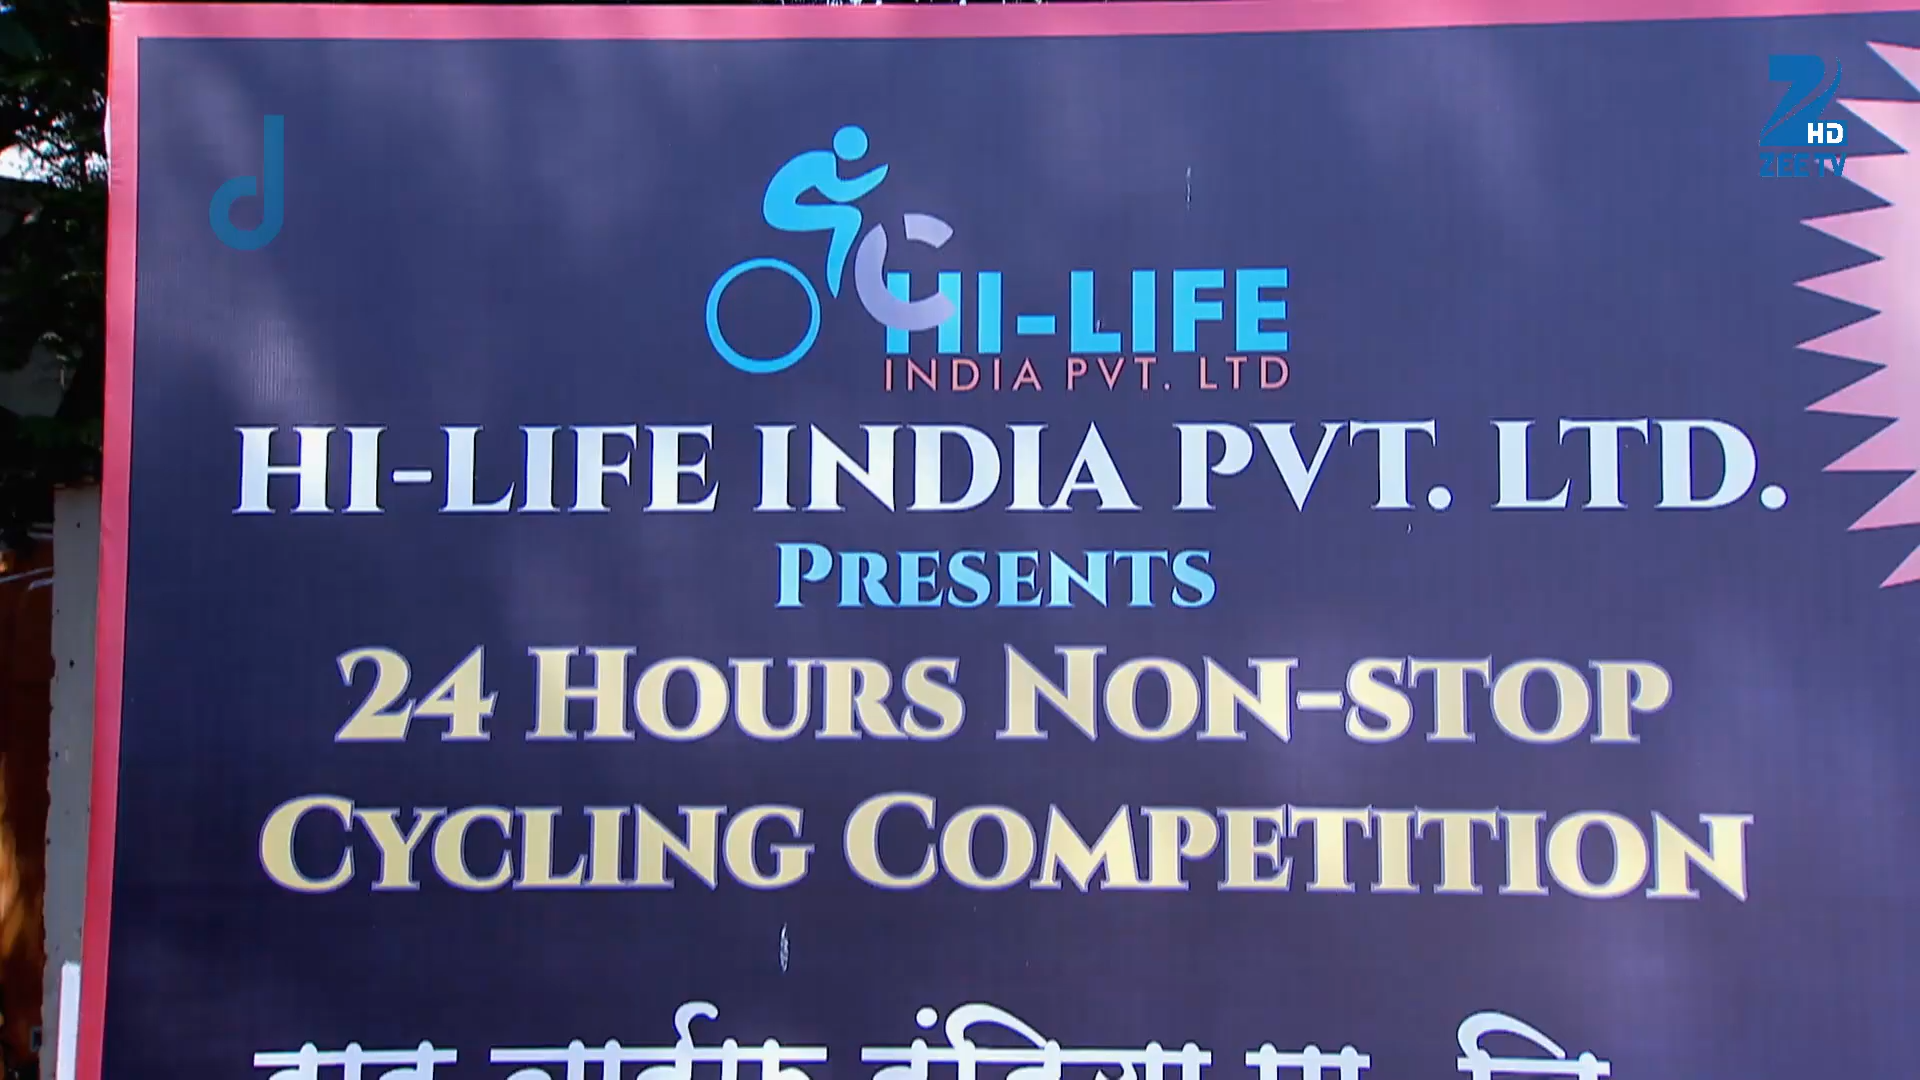 ZEE TV HD
HI-LIFE
INDIA PVT. LTD
HI-LIFE INDIA PVT. LTD.
PRESENTS
24 HOURS NON-STOP
CYCLING COMPETITION